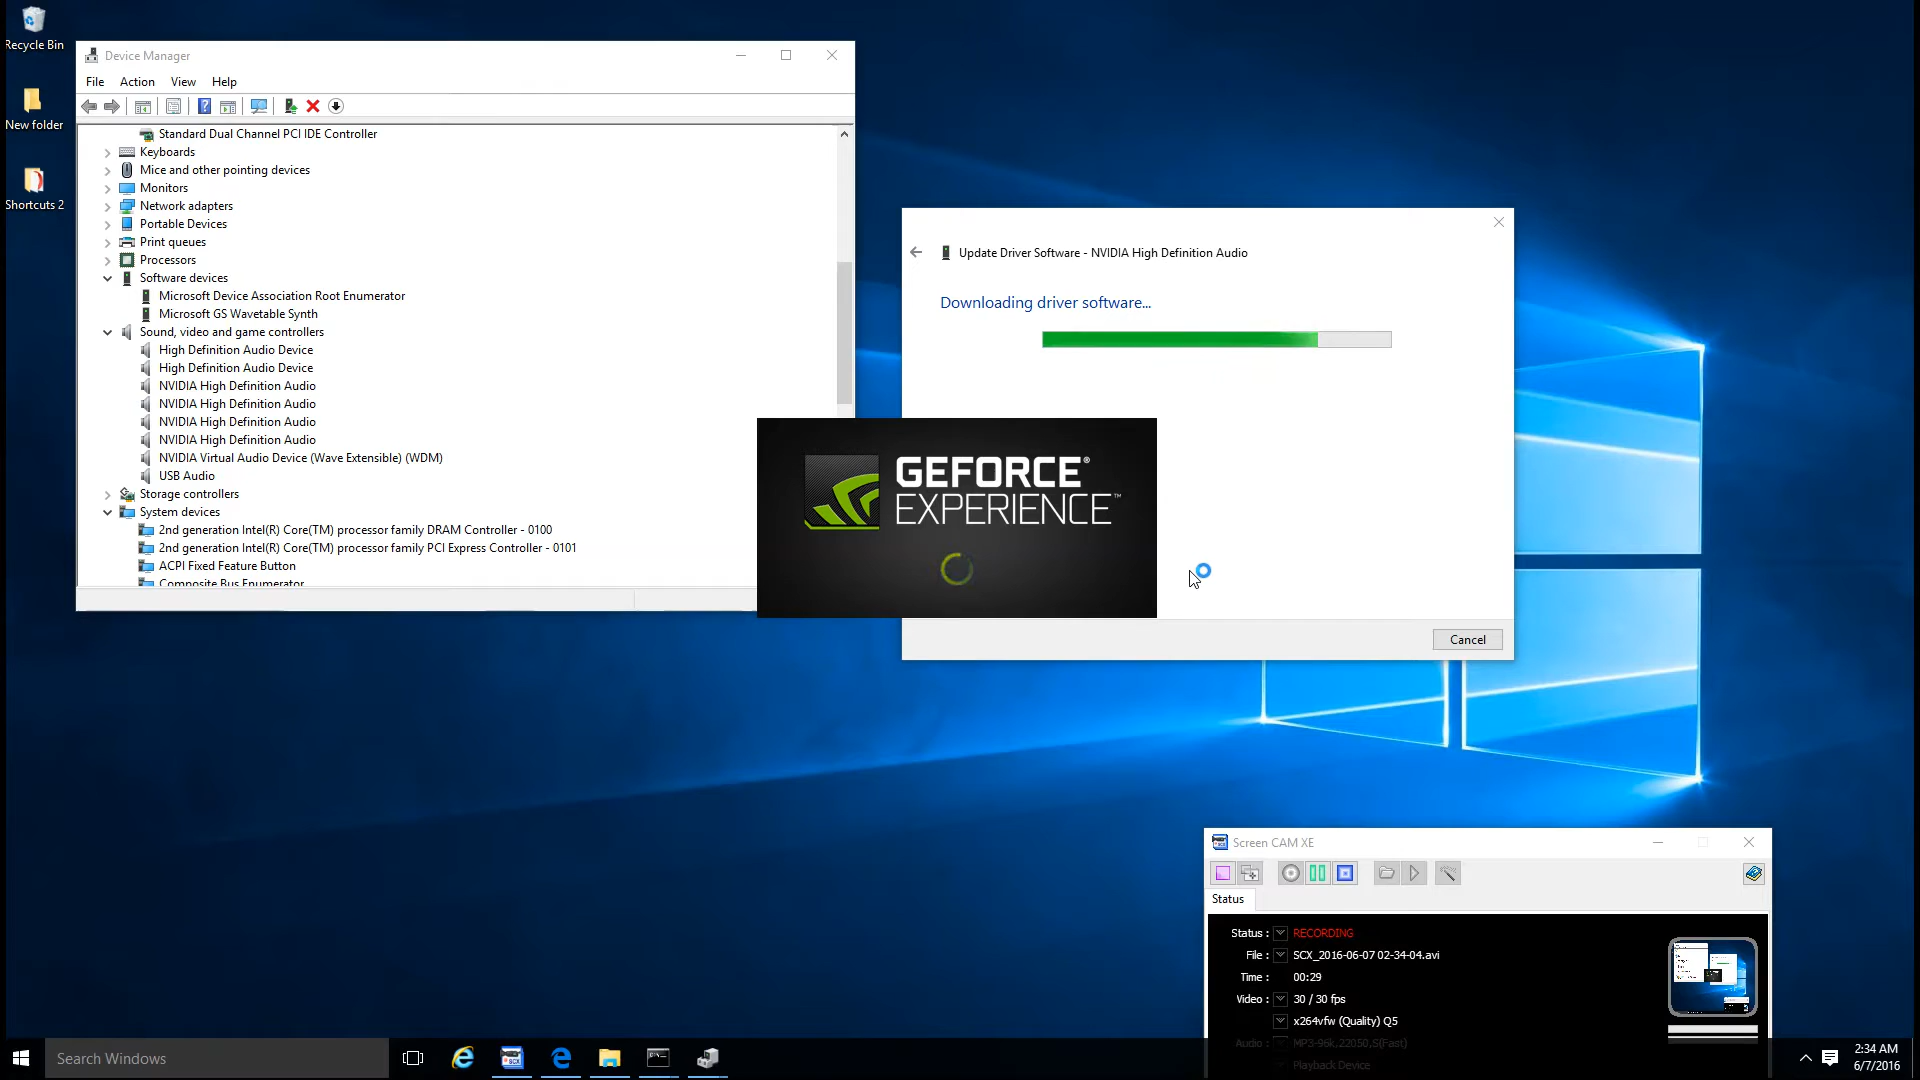 Recycle Bin
New folder
Shortcuts 2
Device Manager
File Action View Help
Standard Dual Channel PCI IDE Controller
Keyboards
Mice and other pointing devices
Monitors
Network adapters
Portable Devices
Print queues
Processors
Software devices
Microsoft Device Association Root Enumerator
Microsoft GS Wavetable Synth
Sound, video and game controllers
High Definition Audio Device
High Definition Audio Device
NVIDIA High Definition Audio
NVIDIA High Definition Audio
NVIDIA High Definition Audio
NVIDIA High Definition Audio
NVIDIA Virtual Audio Device (Wave Extensible) (WDM)
USB Audio
Storage controllers
System devices
2nd generation Intel(R) Core(TM) processor family DRAM Controller - 0100
2nd generation Intel(R) Core(TM) processor family PCI Express Controller - 0101
ACPI Fixed Feature Button
Composite Bus Enumerator
Update Driver Software - NVIDIA High Definition Audio
Downloading driver software...
Cancel
GEFORCE®
EXPERIENCE™
Screen CAM XE
Status
Status : RECORDING
File : SCX_2016-06-07 02-34-04.avi
Time : 00:29
Video : 30 / 30 fps
x264vfw (Quality) Q5
Audio : MP3-96k,22050,S(Fast)
Playback Device
Search Windows
SCX
2:34 AM
6/7/2016